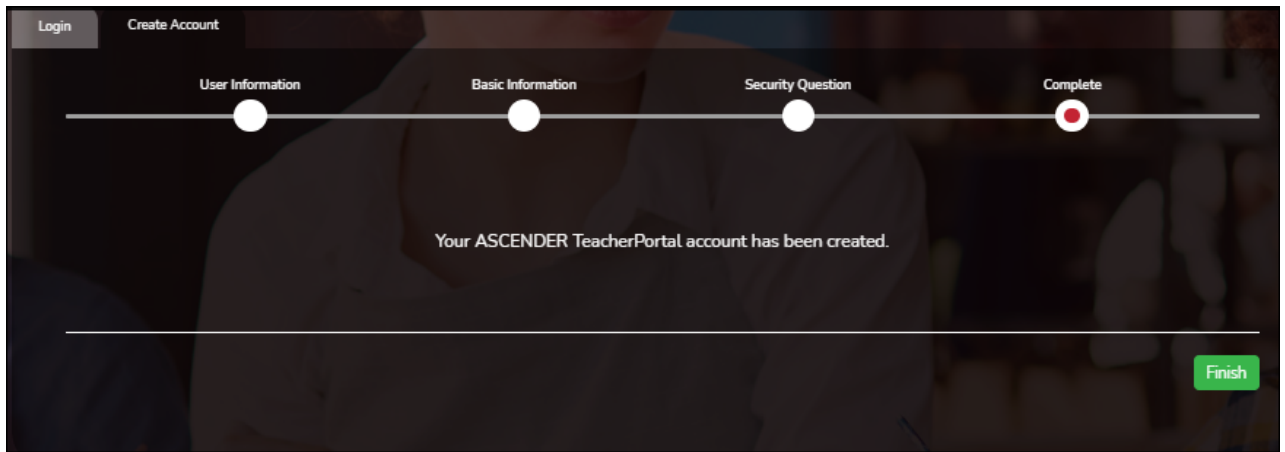 Login Create Account
User Information Basic Information Security Question Complete
Your ASCENDER TeacherPortal account has been created.
Finish